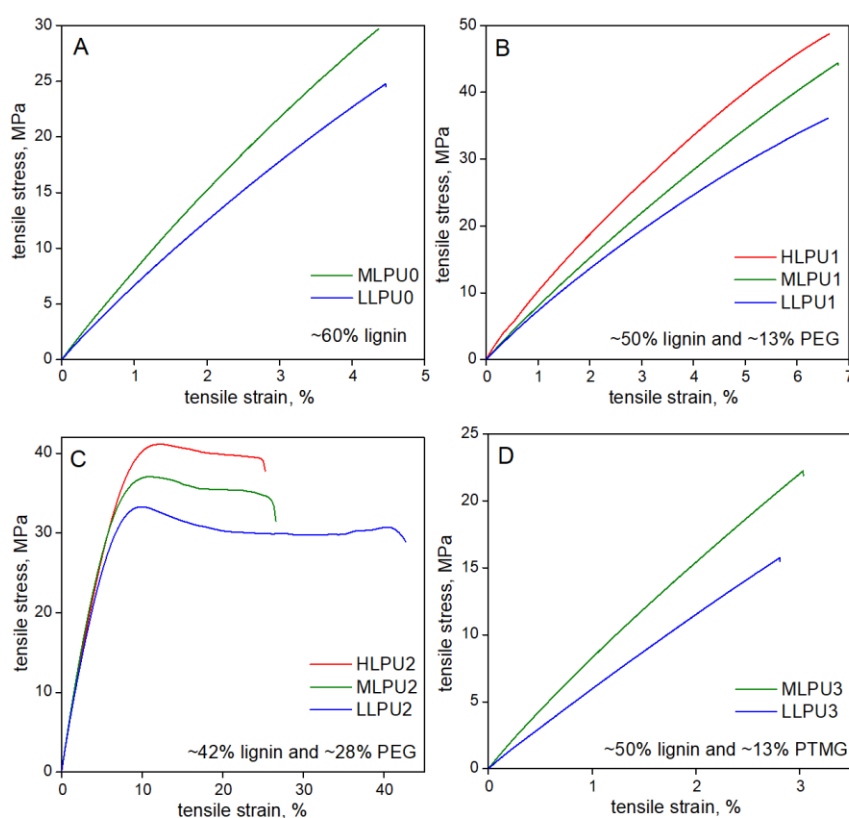 A
tensile stress, MPa
30
25
20
15
10
5
0
0 1 2 3 4 5
tensile strain, %
MLPU0
LLPU0
~60% lignin
B
tensile stress, MPa
50
40
30
20
10
0
0 1 2 3 4 5 6 7
tensile strain, %
HLPU1
MLPU1
LLPU1
~50% lignin and ~13% PEG
C
tensile stress, MPa
40
30
20
10
0
0 10 20 30 40
tensile strain, %
HLPU2
MLPU2
LLPU2
~42% lignin and ~28% PEG
D
tensile stress, MPa
25
20
15
10
5
0
0 1 2 3
tensile strain, %
MLPU3
LLPU3
~50% lignin and ~13% PTMG